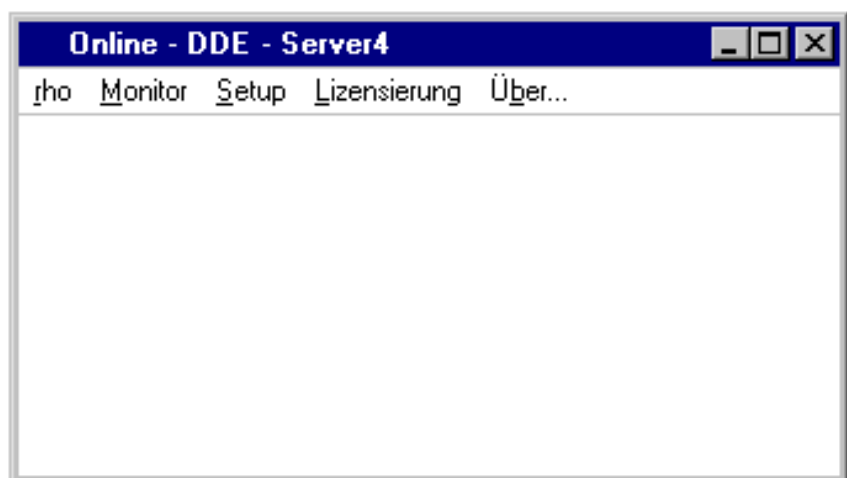 Online - DDE - Server4
rho Monitor Setup Lizensierung Über...